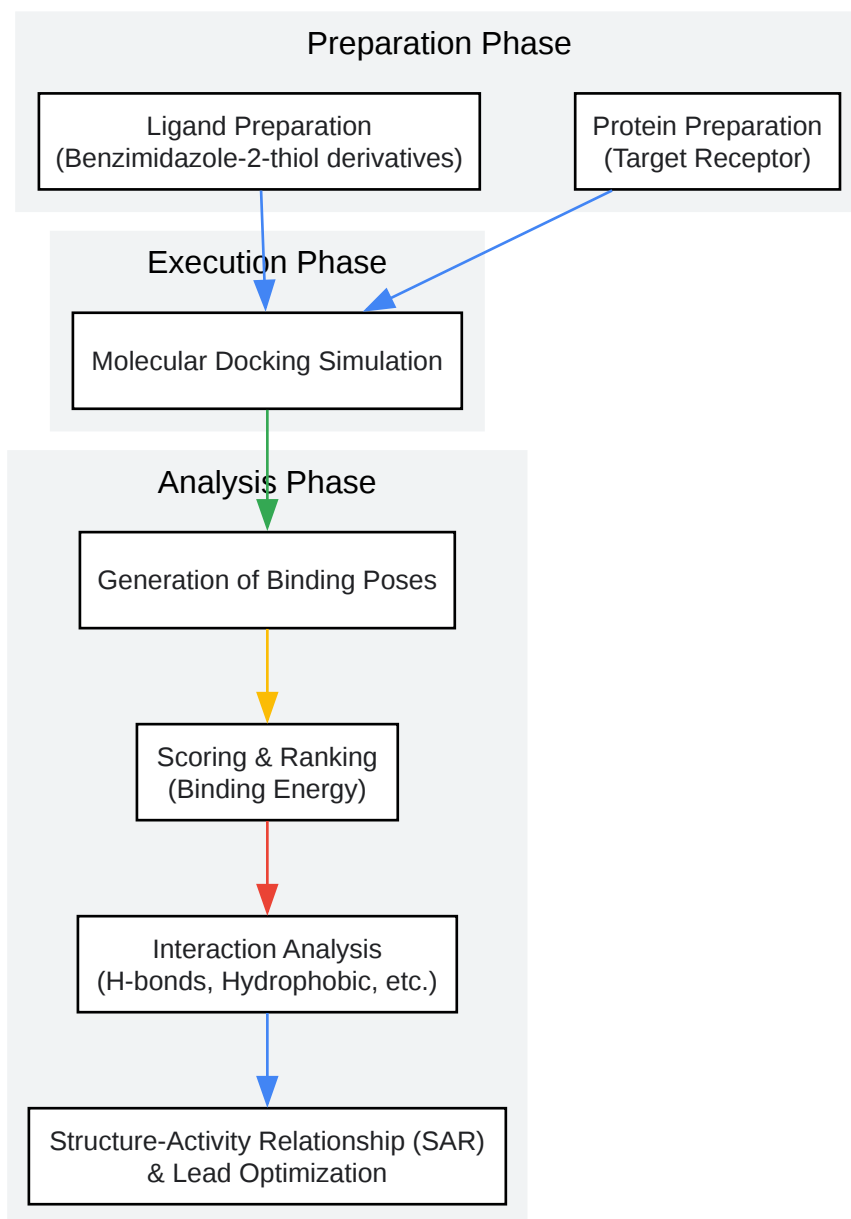 Preparation Phase
Ligand Preparation
(Benzimidazole-2-thiol derivatives)
Protein Preparation
(Target Receptor)
Execution Phase
Molecular Docking Simulation
Analysis Phase
Generation of Binding Poses
Scoring & Ranking
(Binding Energy)
Interaction Analysis
(H-bonds, Hydrophobic, etc.)
Structure-Activity Relationship (SAR)
& Lead Optimization